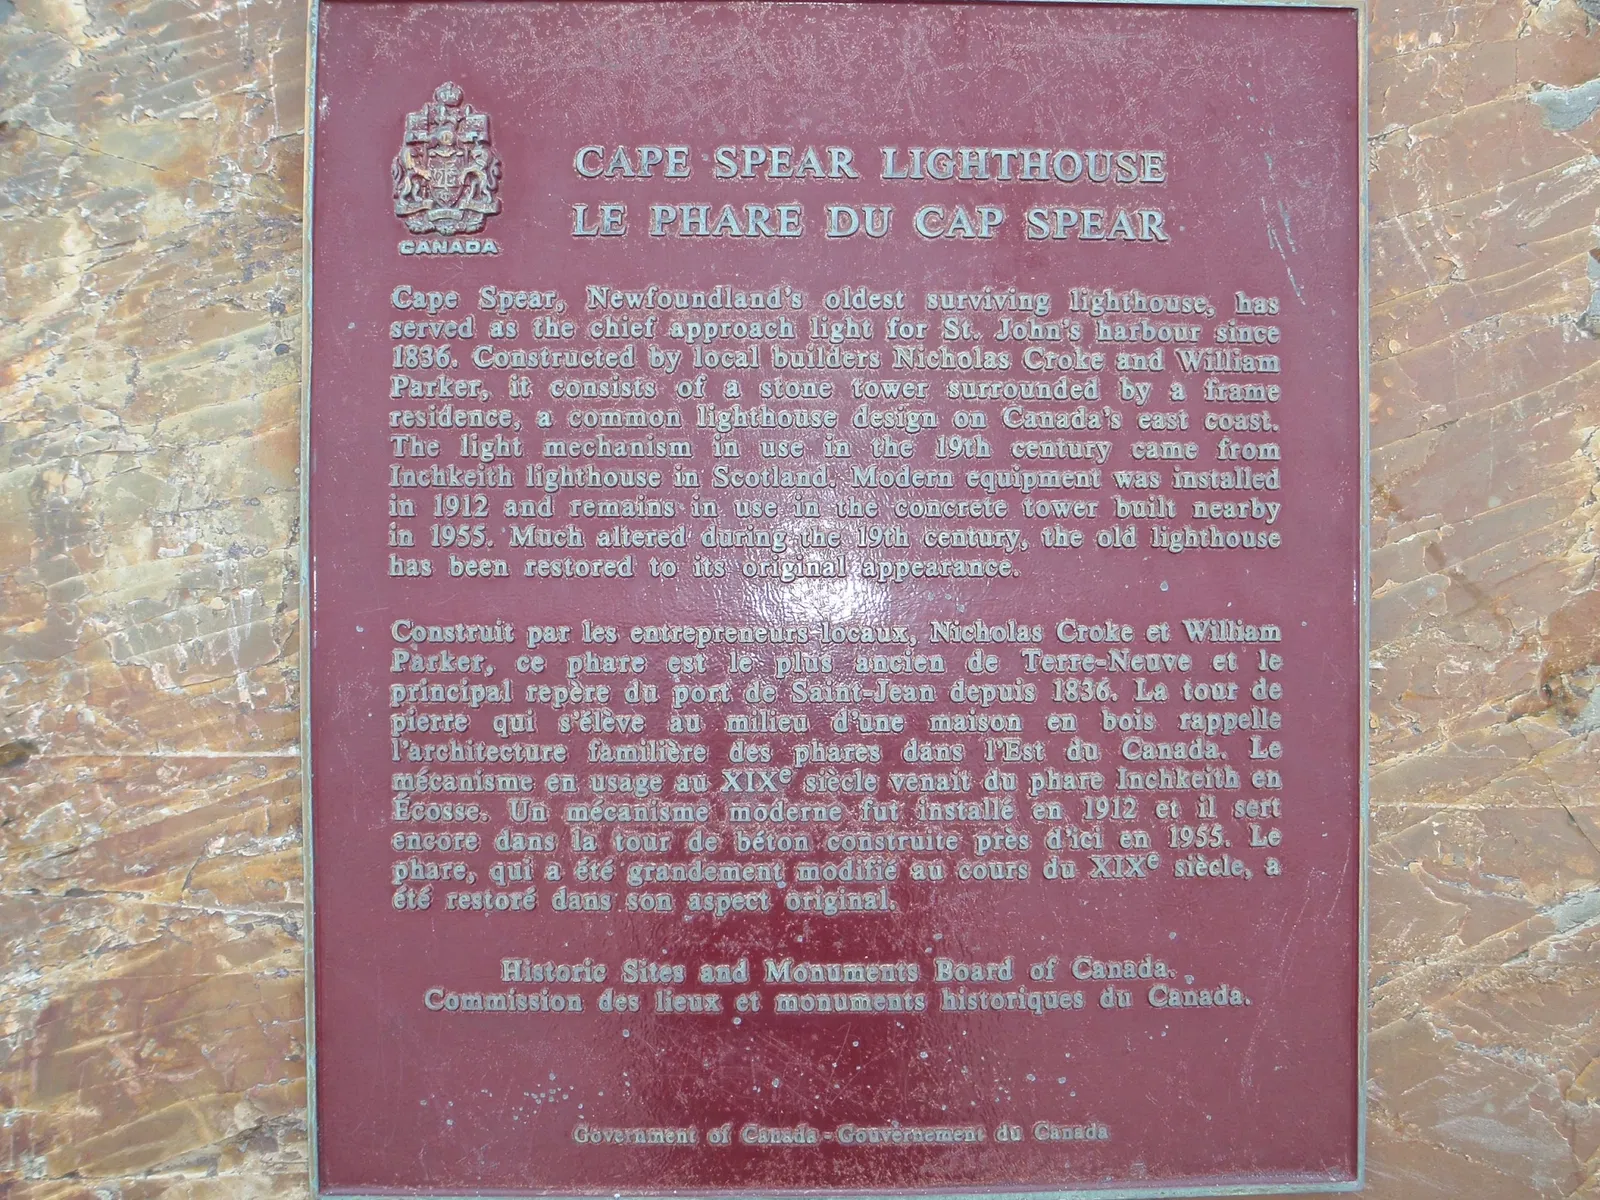 CANADA
CAPE SPEAR LIGHTHOUSE
LE PHARE DU CAP SPEAR
Cape Spear, Newfoundland's oldest surviving lighthouse, has
served as the chief approach light for St. John's harbour since
1836. Constructed by local builders Nicholas Croke and William
Parker, it consists of a stone tower surrounded by a frame
residence, a common lighthouse design on Canada's east coast.
The light mechanism in use in the 19th century came from
Inchkeith lighthouse in Scotland. Modern equipment was installed
in 1912 and remains in use in the concrete tower built nearby
in 1955. Much altered during the 19th century, the old lighthouse
has been restored to its original appearance.
Construit par les entrepreneurs locaux, Nicholas Croke et William
Parker, ce phare est le plus ancien de Terre-Neuve et le
principal repère du port de Saint-Jean depuis 1836. La tour de
pierre qui s'élève au milieu d'une maison en bois rappelle
l'architecture familière des phares dans l'Est du Canada. Le
mécanisme en usage au XIXe siècle venait du phare Inchkeith en
Écosse. Un mécanisme moderne fut installé en 1912 et il sert
encore dans la tour de béton construite près d'ici en 1955. Le
phare, qui a été grandement modifié au cours du XIXe siècle, a
été restoré dans son aspect original.
Historic Sites and Monuments Board of Canada.
Commission des lieux et monuments historiques du Canada.
Government of Canada - Gouvernement du Canada